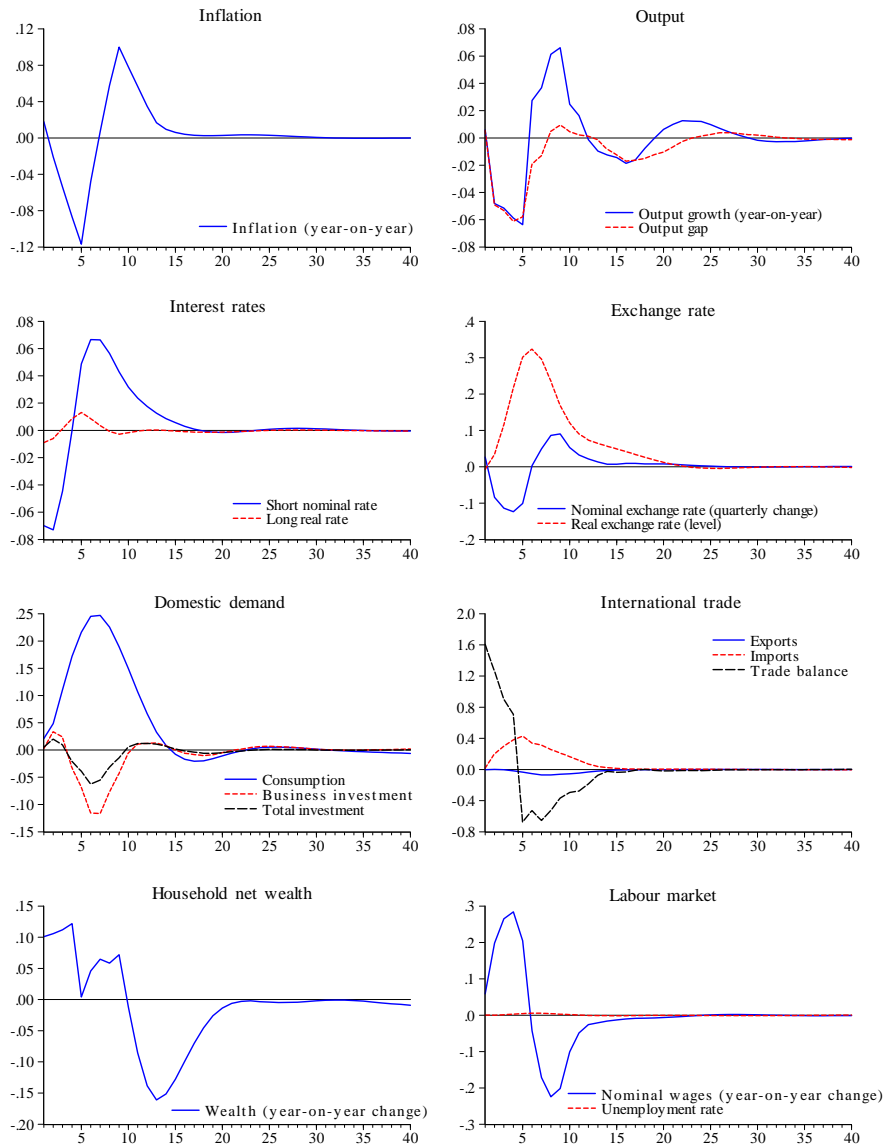 Inflation
.12
.08
.04
.00
-.04
-.08
-.12
Inflation (year-on-year)
5 10 15 20 25 30 35 40
Output
.08
.06
.04
.02
.00
-.02
-.04
-.06
-.08
Output growth (year-on-year)
Output gap
5 10 15 20 25 30 35 40
Interest rates
.08
.06
.04
.02
.00
-.02
-.04
-.06
-.08
Short nominal rate
Long real rate
5 10 15 20 25 30 35 40
Exchange rate
.4
.3
.2
.1
.0
-.1
-.2
Nominal exchange rate (quarterly change)
Real exchange rate (level)
5 10 15 20 25 30 35 40
Domestic demand
.25
.20
.15
.10
.05
.00
-.05
-.10
-.15
Consumption
Business investment
Total investment
5 10 15 20 25 30 35 40
International trade
2.0
1.6
1.2
0.8
0.4
0.0
-0.4
-0.8
Exports
Imports
Trade balance
5 10 15 20 25 30 35 40
Household net wealth
.15
.10
.05
.00
-.05
-.10
-.15
-.20
Wealth (year-on-year change)
5 10 15 20 25 30 35 40
Labour market
.3
.2
.1
.0
-.1
-.2
-.3
Nominal wages (year-on-year change)
Unemployment rate
5 10 15 20 25 30 35 40